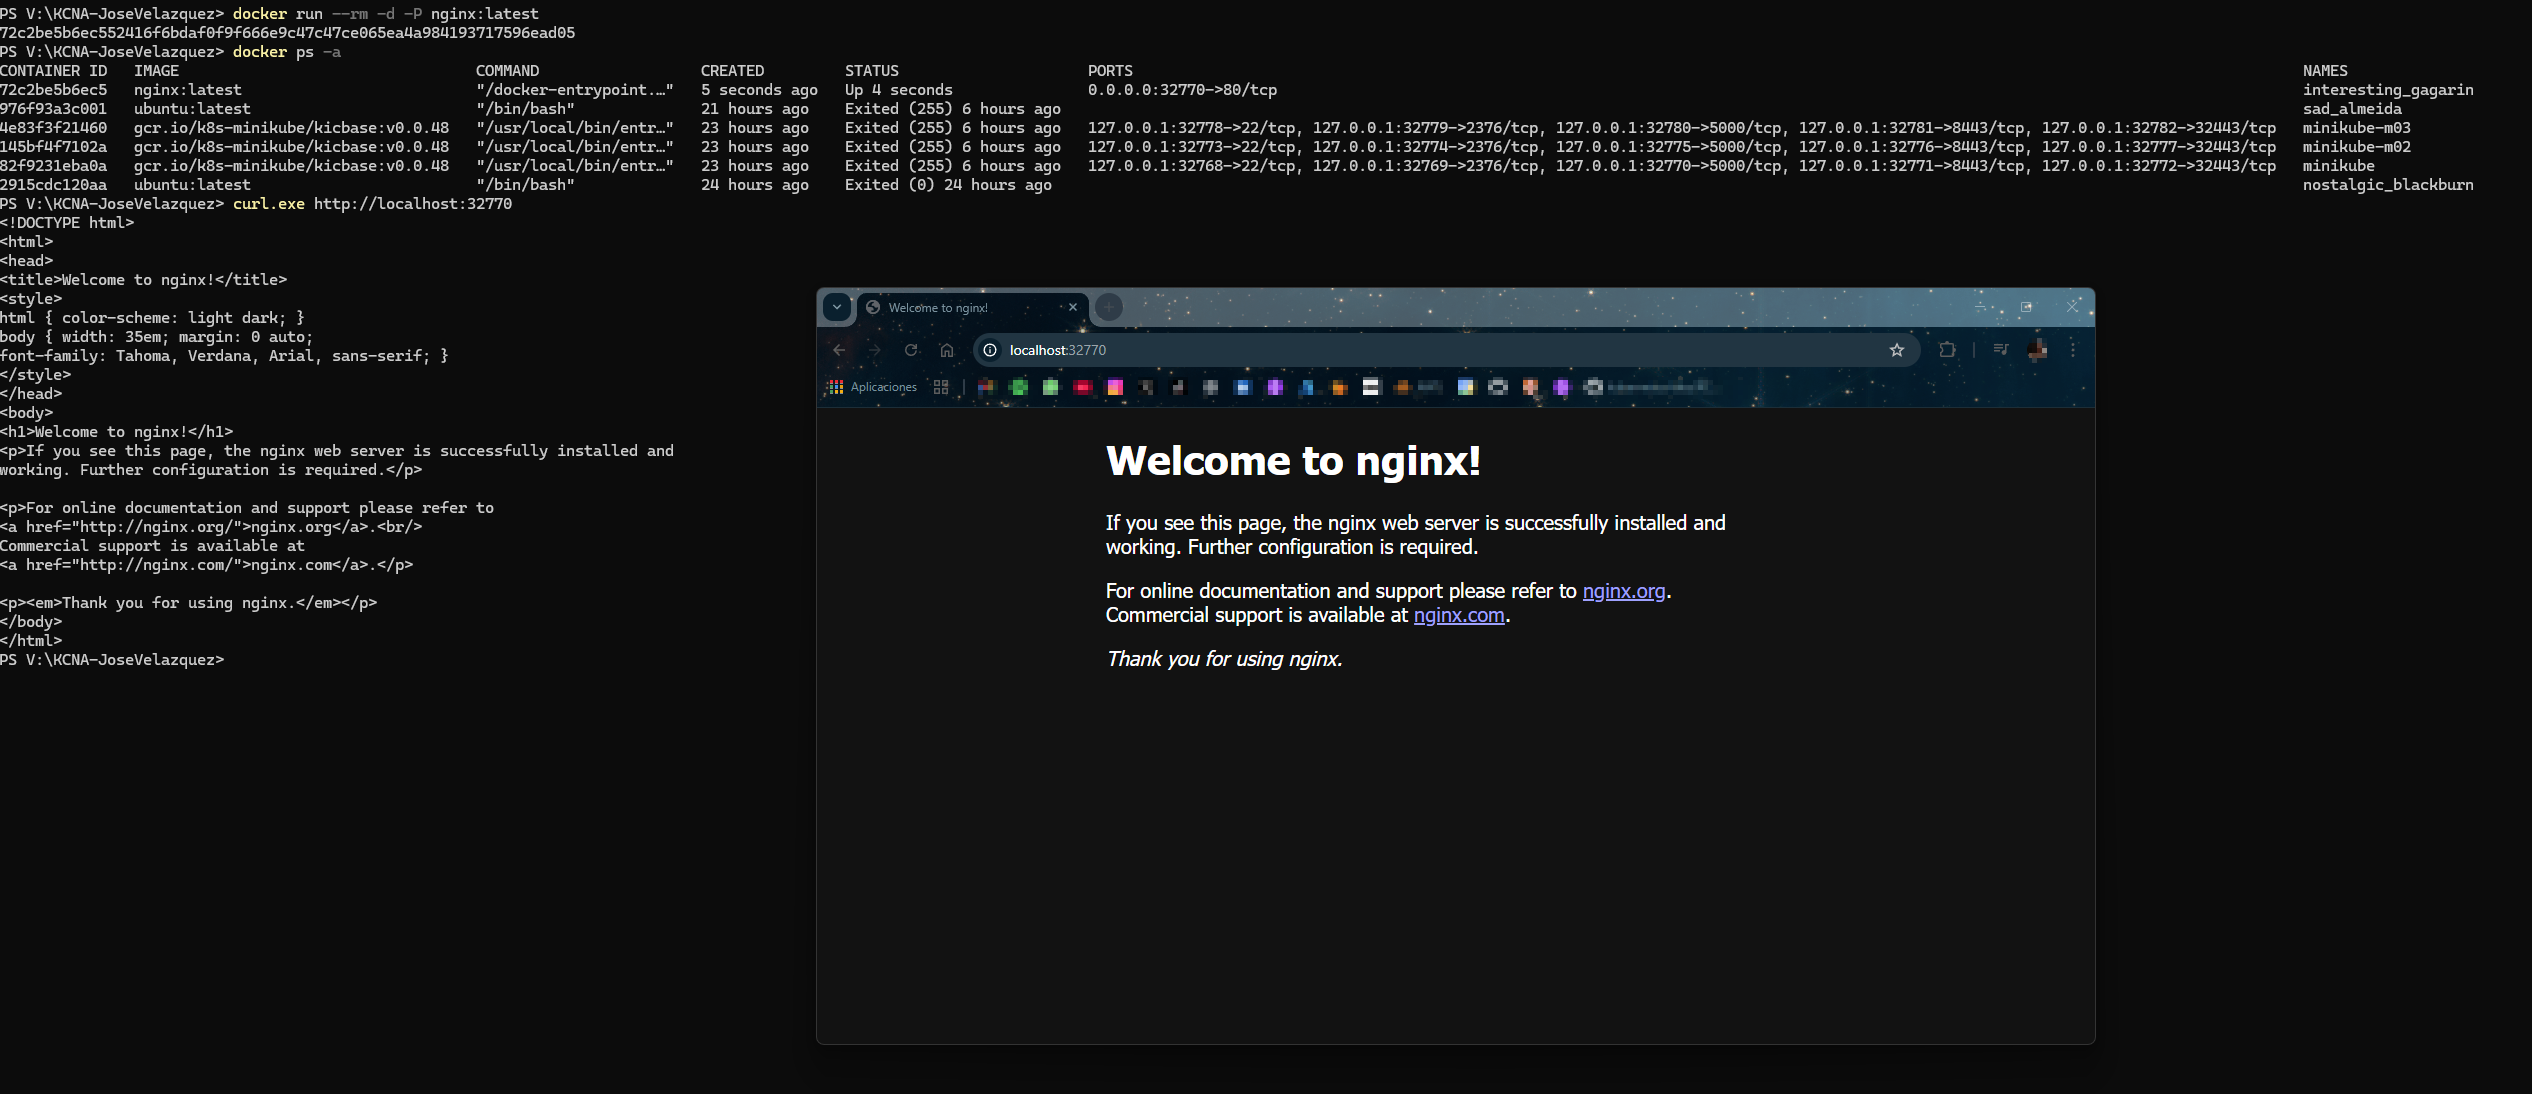 PS V:\KCNA-JoseVelazquez> docker run --rm -d -P nginx:latest
72c2be5b6ec552416f6bdaf0f9f666e9c47c47ce065ea4a984193717596ead05
PS V:\KCNA-JoseVelazquez> docker ps -a
CONTAINER ID   IMAGE   COMMAND   CREATED   STATUS   PORTS   NAMES
72c2be5b6ec5   nginx:latest   "/docker-entrypoint.…"   5 seconds ago   Up 4 seconds   0.0.0.0:32770->80/tcp   interesting_gagarin
976f93a3c001   ubuntu:latest   "/bin/bash"   21 hours ago   Exited (255) 6 hours ago   sad_almeida
4e83f3f21460   gcr.io/k8s-minikube/kicbase:v0.0.48   "/usr/local/bin/entr…"   23 hours ago   Exited (255) 6 hours ago   127.0.0.1:32778->22/tcp, 127.0.0.1:32779->2376/tcp, 127.0.0.1:32780->5000/tcp, 127.0.0.1:32781->8443/tcp, 127.0.0.1:32782->32443/tcp   minikube-m03
145bf4f7102a   gcr.io/k8s-minikube/kicbase:v0.0.48   "/usr/local/bin/entr…"   23 hours ago   Exited (255) 6 hours ago   127.0.0.1:32773->22/tcp, 127.0.0.1:32774->2376/tcp, 127.0.0.1:32775->5000/tcp, 127.0.0.1:32776->8443/tcp, 127.0.0.1:32777->32443/tcp   minikube-m02
82f9231eba0a   gcr.io/k8s-minikube/kicbase:v0.0.48   "/usr/local/bin/entr…"   23 hours ago   Exited (255) 6 hours ago   127.0.0.1:32768->22/tcp, 127.0.0.1:32769->2376/tcp, 127.0.0.1:32770->5000/tcp, 127.0.0.1:32771->8443/tcp, 127.0.0.1:32772->32443/tcp   minikube
2915cdc120aa   ubuntu:latest   "/bin/bash"   24 hours ago   Exited (0) 24 hours ago   nostalgic_blackburn
PS V:\KCNA-JoseVelazquez> curl.exe http://localhost:32770
<!DOCTYPE html>
<html>
<head>
<title>Welcome to nginx!</title>
<style>
html { color-scheme: light dark; }
body { width: 35em; margin: 0 auto;
font-family: Tahoma, Verdana, Arial, sans-serif; }
</style>
</head>
<body>
<h1>Welcome to nginx!</h1>
<p>If you see this page, the nginx web server is successfully installed and
working. Further configuration is required.</p>

<p>For online documentation and support please refer to
<a href="http://nginx.org/">nginx.org</a>.<br/>
Commercial support is available at
<a href="http://nginx.com/">nginx.com</a>.</p>

<p><em>Thank you for using nginx.</em></p>
</body>
</html>
PS V:\KCNA-JoseVelazquez>
Welcome to nginx!
localhost:32770
Aplicaciones
Welcome to nginx!
If you see this page, the nginx web server is successfully installed and
working. Further configuration is required.
For online documentation and support please refer to nginx.org.
Commercial support is available at nginx.com.
Thank you for using nginx.